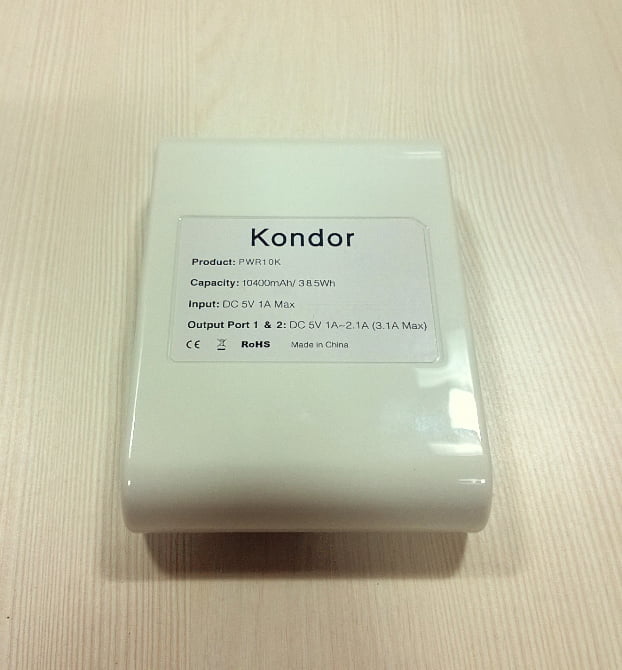 Kondor
Product: PWR10K
Capacity: 10400mAh/ 38.5Wh
Input: DC 5V 1A Max
Output Port 1 & 2: DC 5V 1A~2.1A (3.1A Max)
CE RoHS Made in China